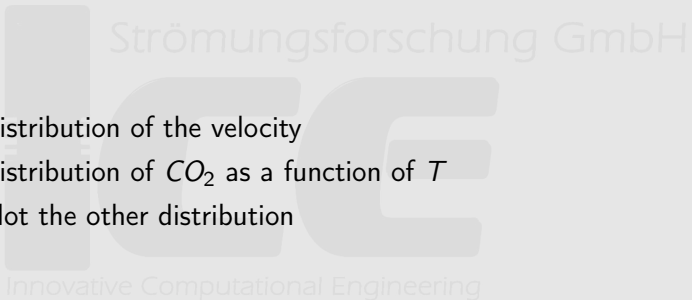 Strömungsforschung GmbH
ICE
istribution of the velocity
istribution of CO₂ as a function of T
lot the other distribution
Innovative Computational Engineering